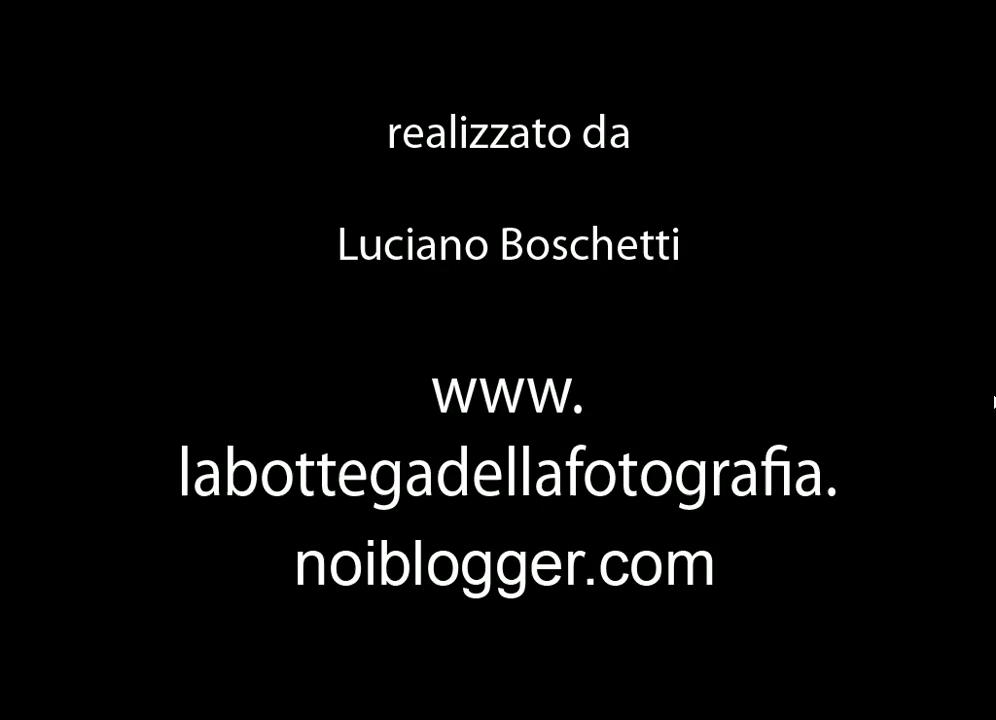 realizzato da
Luciano Boschetti
www.
labottegadellafotografia.
noiblogger.com